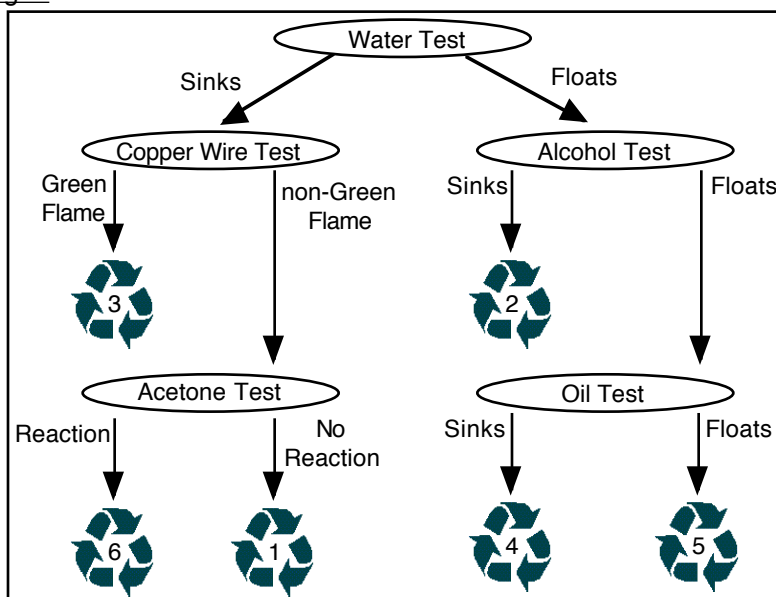 Water Test
Sinks
Floats
Copper Wire Test
Alcohol Test
Green
Flame
non-Green
Flame
Sinks
Floats
3
2
Acetone Test
Oil Test
Reaction
No
Reaction
Sinks
Floats
6
1
4
5